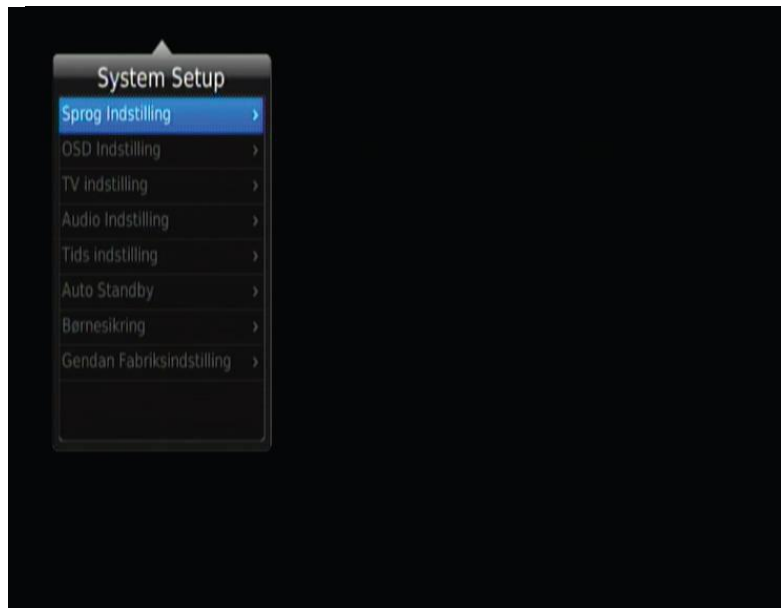 System Setup
Sprog Indstilling
OSD Indstilling
TV indstilling
Audio Indstilling
Tids indstilling
Auto Standby
Børnesikring
Gendan Fabriksindstilling